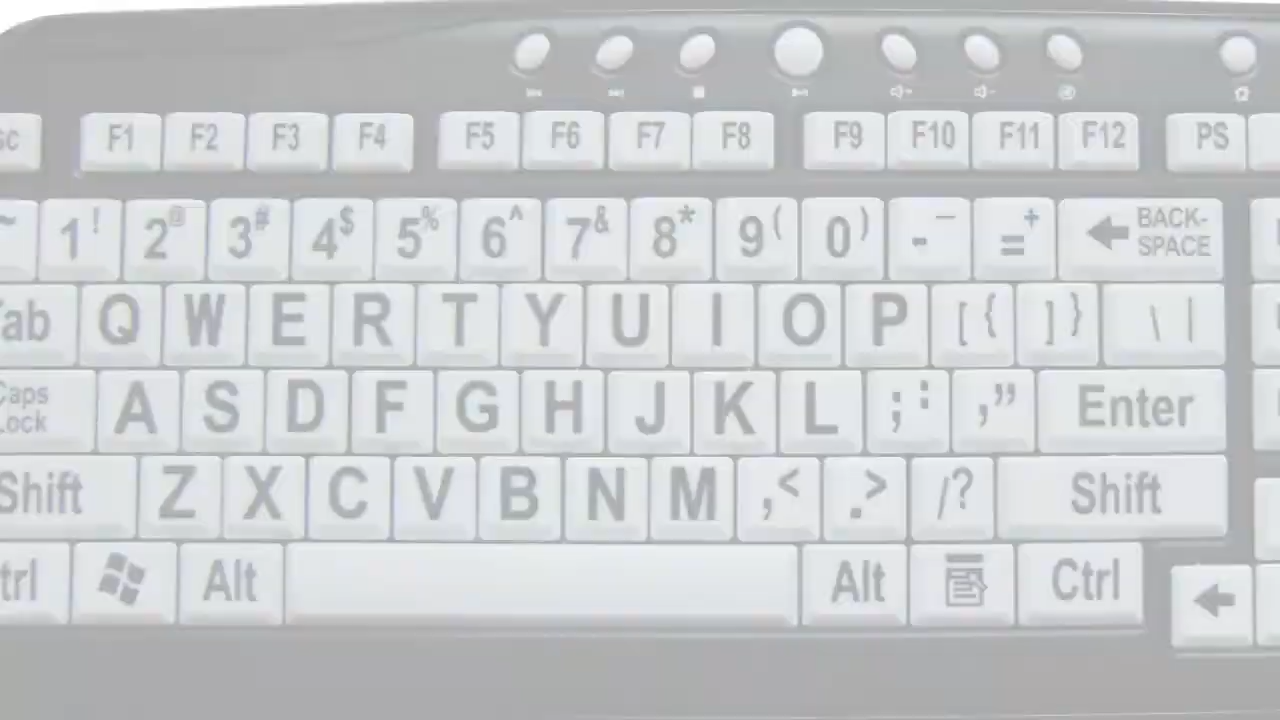 sc F1 F2 F3 F4 F5 F6 F7 F8 F9 F10 F11 F12 PS
~ 1! 2@ 3# 4$ 5% 6^ 7& 8* 9( 0) -_ =+ BACK-SPACE
Tab Q W E R T Y U I O P [{ ]} \|
Caps Lock A S D F G H J K L ;: ,” Enter
Shift Z X C V B N M ,< .> /? Shift
trl Alt Alt Ctrl